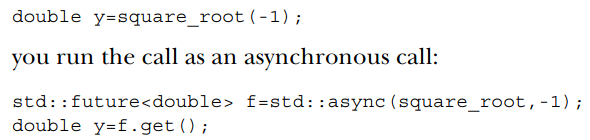 double y=square_root(-1);
you run the call as an asynchronous call:
std::future<double> f=std::async(square_root,-1);
double y=f.get();